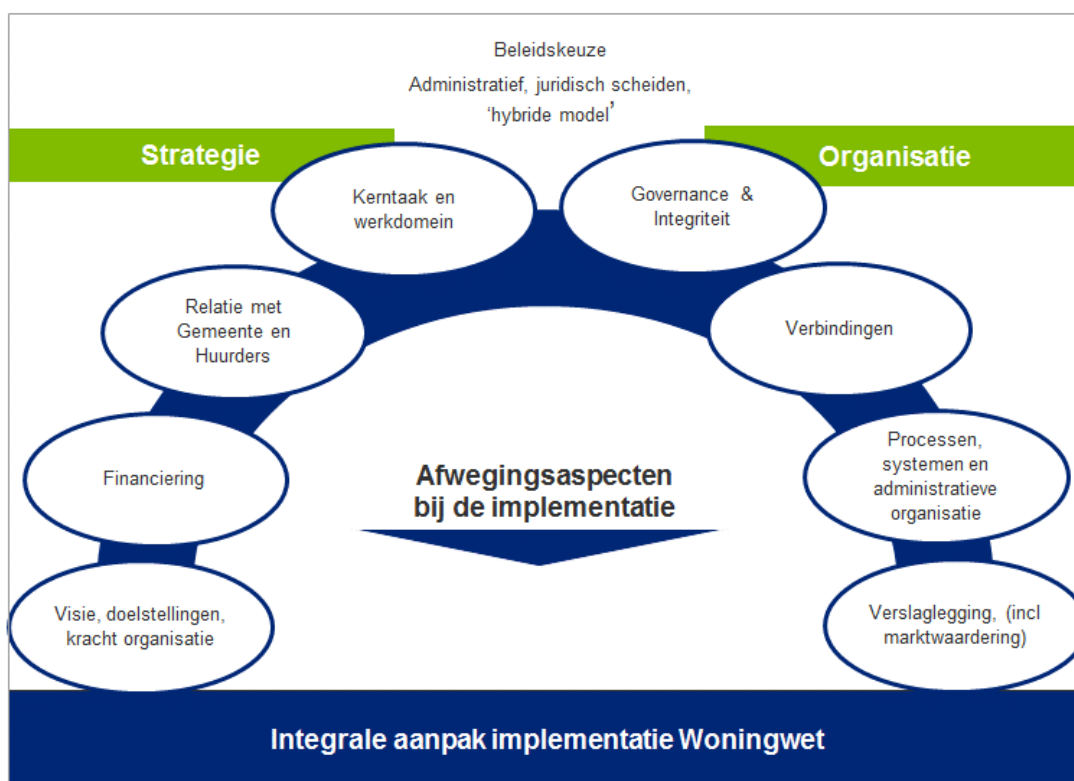 Beleidskeuze
Administratief, juridisch scheiden,
‘hybride model’
Strategie
Organisatie
Kerntaak en
werkdomein
Governance &
Integriteit
Relatie met
Gemeente en
Huurders
Verbindingen
Financiering
Afwegingsaspecten
bij de implementatie
Processen,
systemen en
administratieve
organisatie
Visie, doelstellingen,
kracht organisatie
Verslaglegging, (incl
marktwaardering)
Integrale aanpak implementatie Woningwet